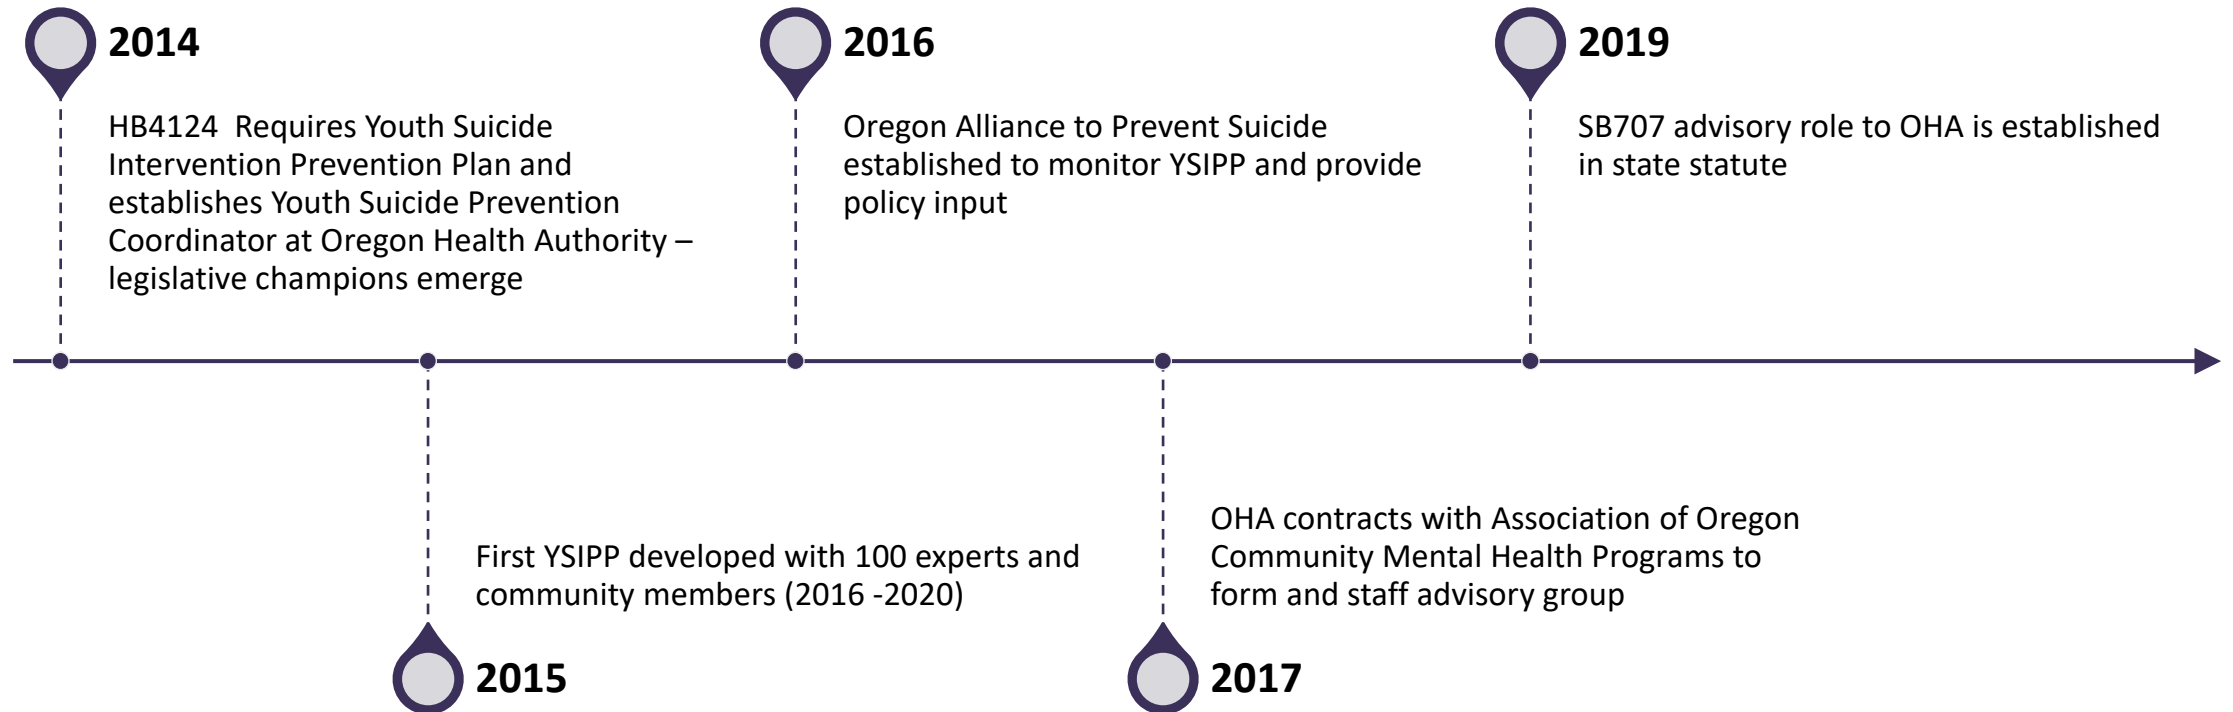 2014
HB4124  Requires Youth Suicide
Intervention Prevention Plan and
establishes Youth Suicide Prevention
Coordinator at Oregon Health Authority –
legislative champions emerge
2015
First YSIPP developed with 100 experts and
community members (2016 -2020)
2016
Oregon Alliance to Prevent Suicide
established to monitor YSIPP and provide
policy input
2017
OHA contracts with Association of Oregon
Community Mental Health Programs to
form and staff advisory group
2019
SB707 advisory role to OHA is established
in state statute